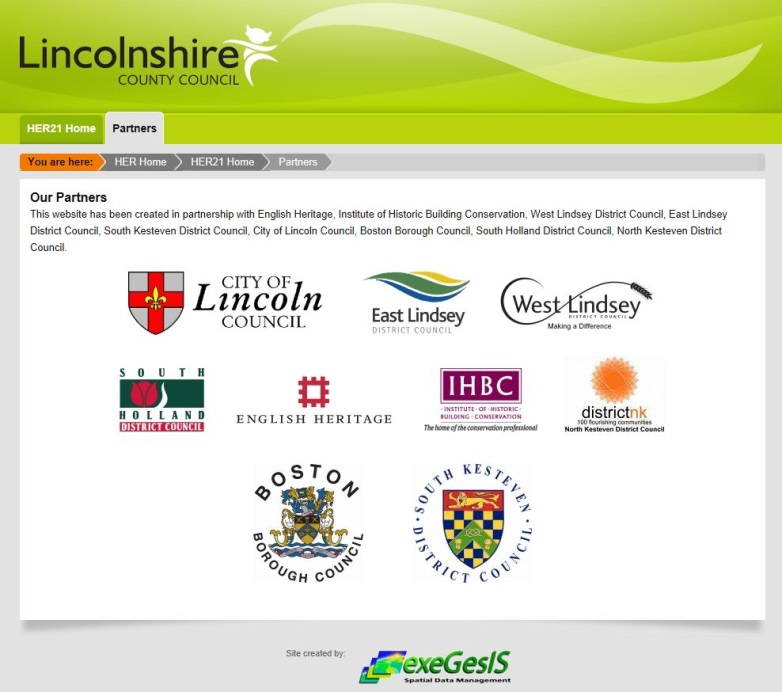 Lincolnshire
COUNTY COUNCIL
HER21 Home
Partners
You are here:
HER Home
HER21 Home
Partners
Our Partners
This website has been created in partnership with English Heritage, Institute of Historic Building Conservation, West Lindsey District Council, East Lindsey
District Council, South Kesteven District Council, City of Lincoln Council, Boston Borough Council, South Holland District Council, North Kesteven District
Council.
CITY OF
Lincoln
COUNCIL
East Lindsey
DISTRICT COUNCIL
West Lindsey
DISTRICT COUNCIL
Making a Difference
SOUTH
HOLLAND
DISTRICT COUNCIL
ENGLISH HERITAGE
IHBC
·INSTITUTE·OF·HISTORIC·
BUILDING·CONSERVATION
The home of the conservation professional
districtnk
100 flourishing communities
North Kesteven District Council
BOSTON
BOROUGH COUNCIL
·SOUTH KESTEVEN·
DISTRICT COUNCIL
Site created by:
exeGesIS
Spatial Data Management